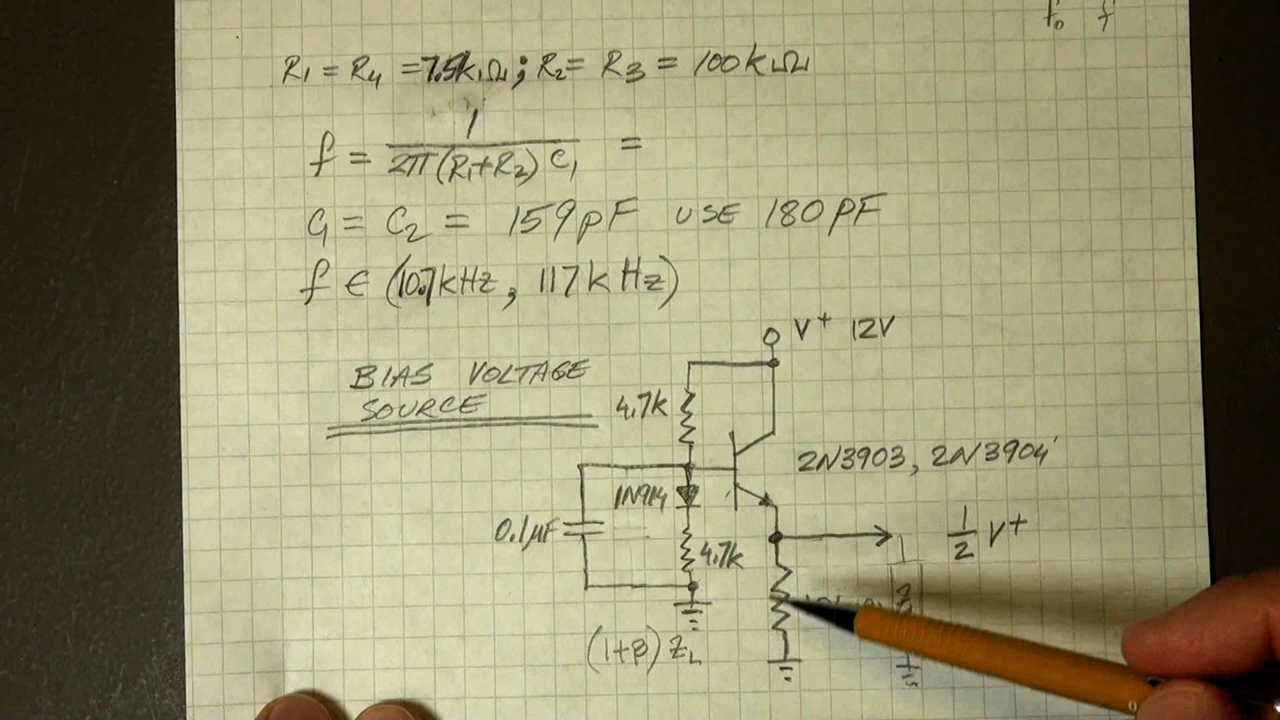 f₀ f
R₁ = R₄ = 7.5kΩ ; R₂ = R₃ = 100kΩ
f = 1 / 2π(R₁+R₂) C₁ =
C₁ = C₂ = 159pF USE 180PF
f ∈ (10.7kHz, 117kHz)
V⁺ 12V
BIAS VOLTAGE
SOURCE
4.7k
2N3903, 2N3904
1N914
0.1µF
4.7k
1/2 V⁺
(1+β) Z_L